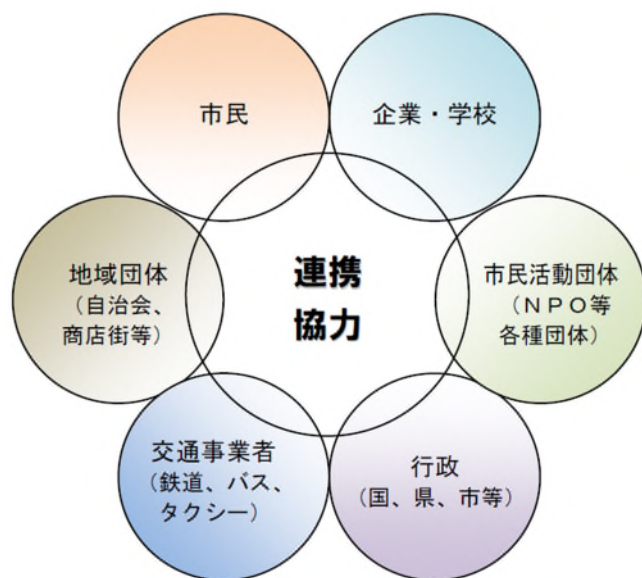 市民
企業・学校
地域団体
（自治会、
商店街等）
連携
協力
市民活動団体
（ＮＰＯ等
各種団体）
交通事業者
（鉄道、バス、
タクシー）
行政
（国、県、市等）